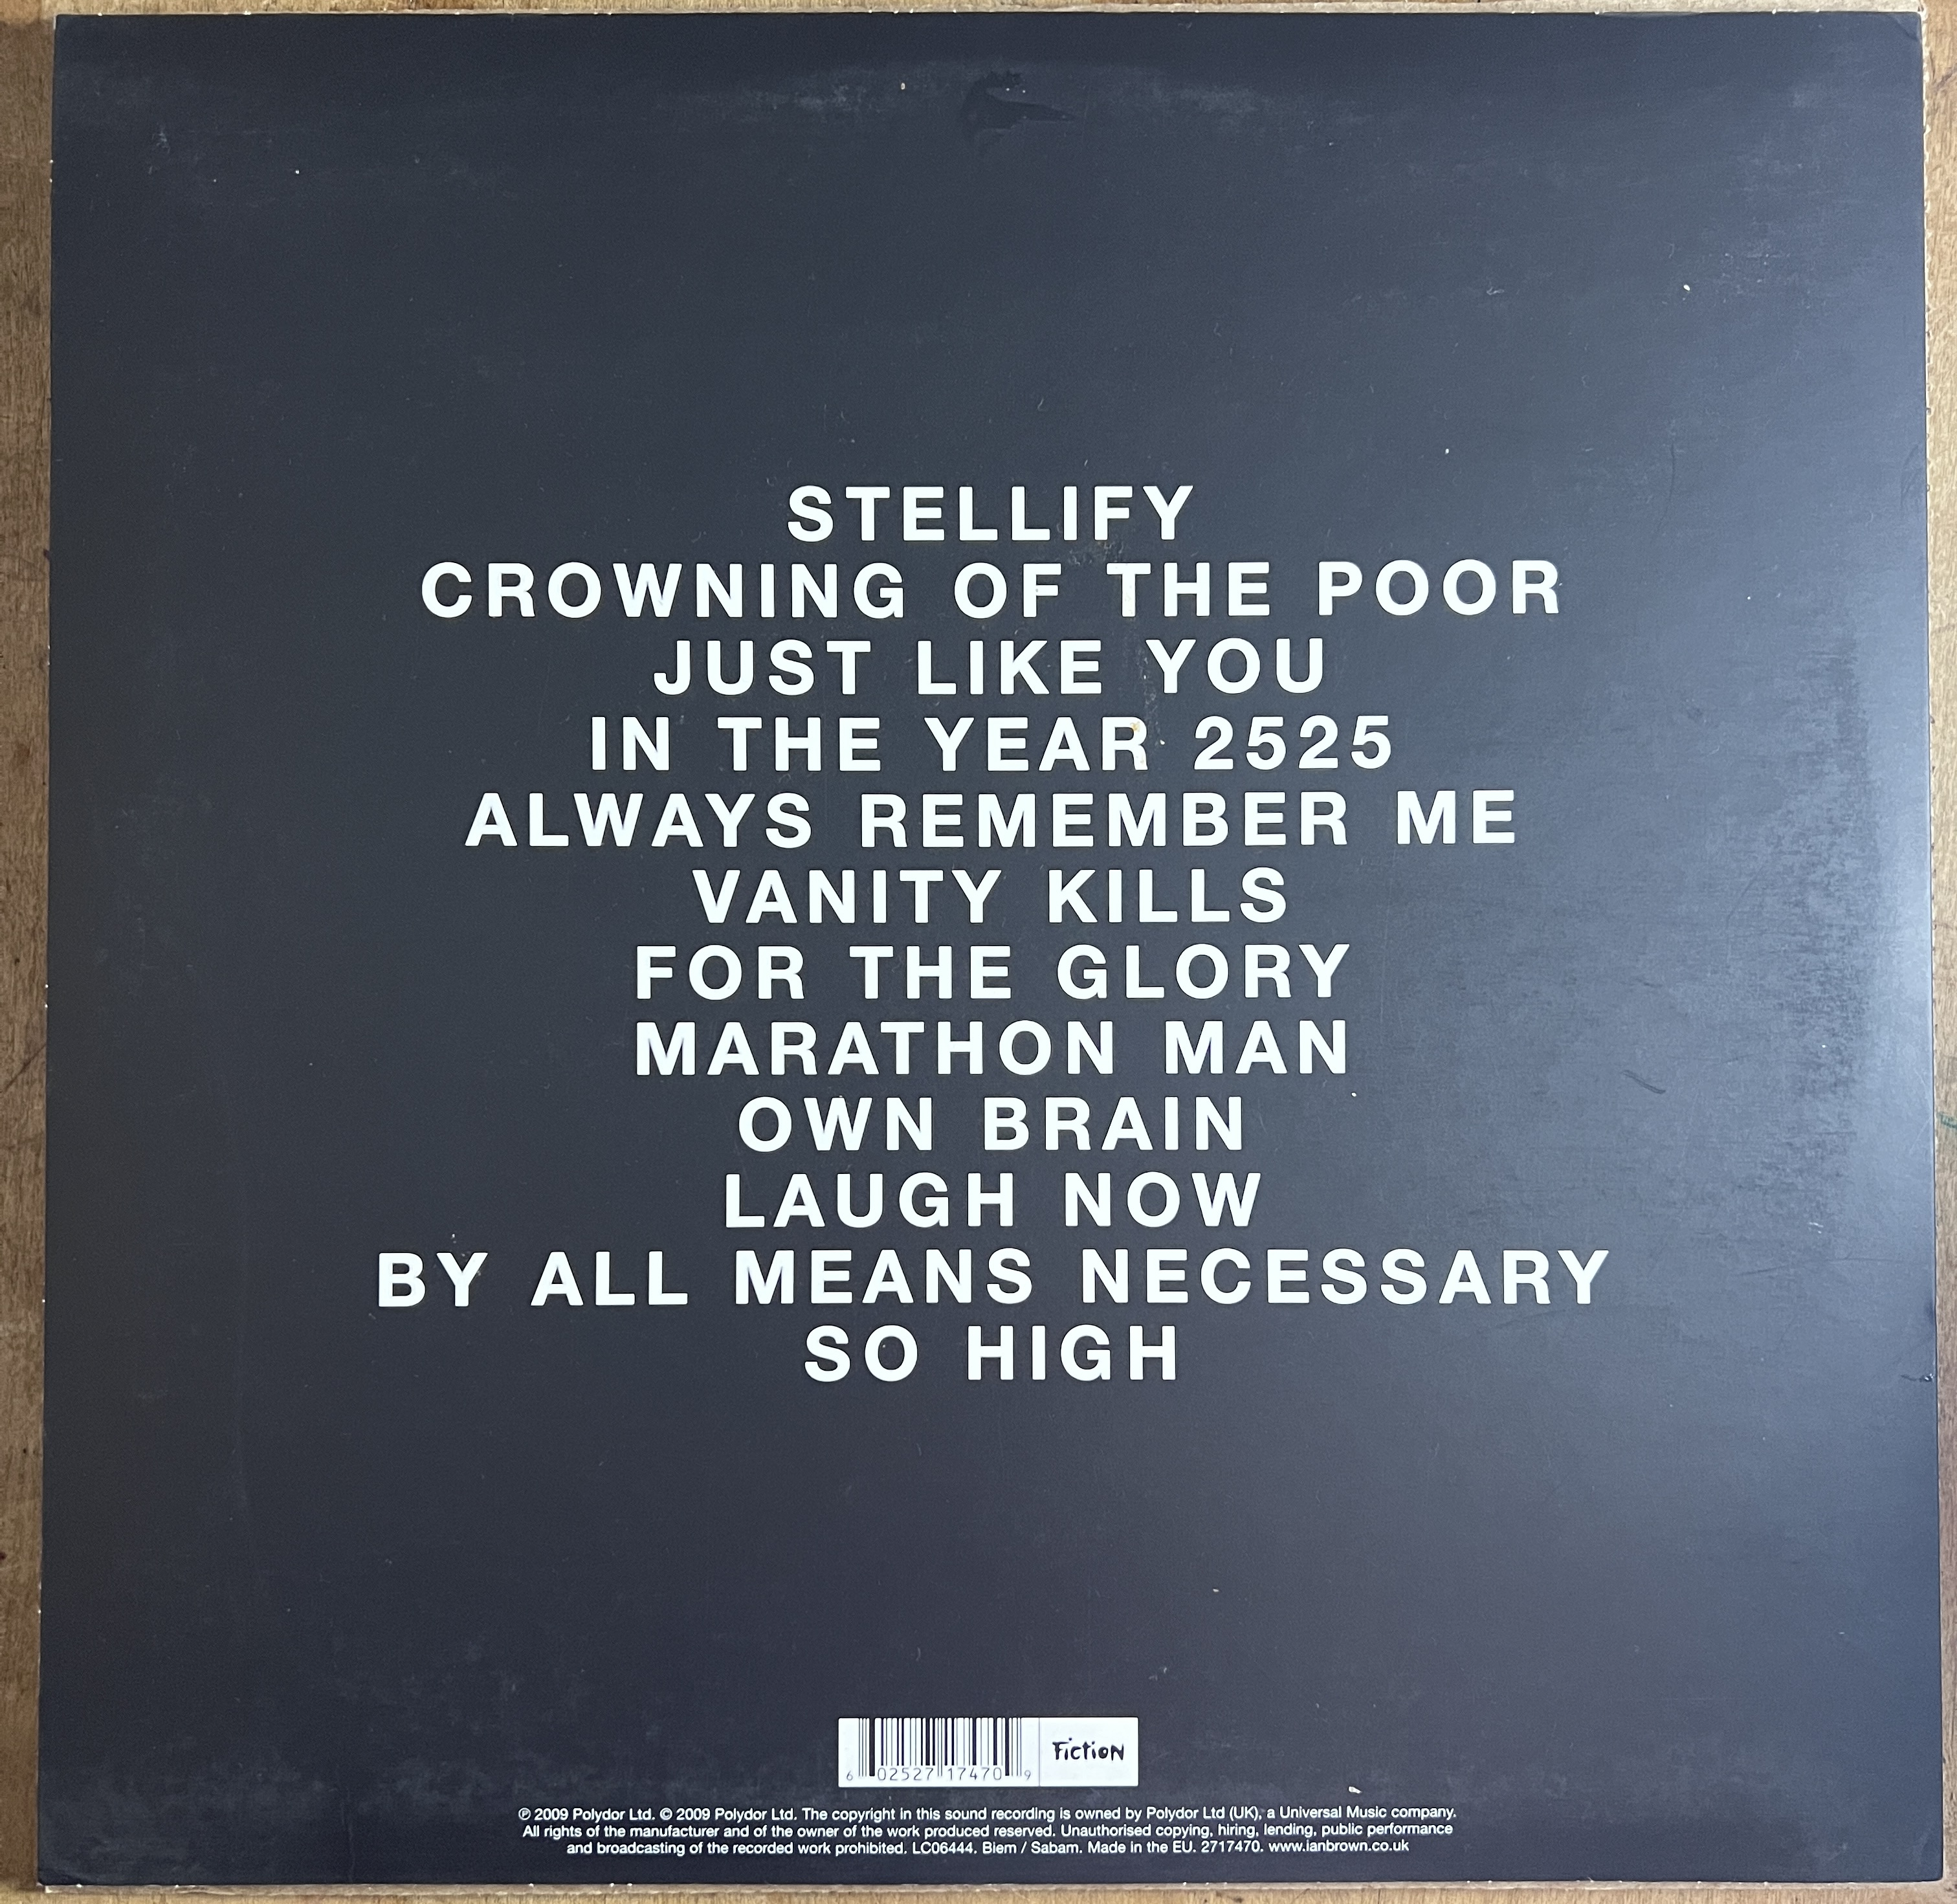 STELLIFY
CROWNING OF THE POOR
JUST LIKE YOU
IN THE YEAR 2525
ALWAYS REMEMBER ME
VANITY KILLS
FOR THE GLORY
MARATHON MAN
OWN BRAIN
LAUGH NOW
BY ALL MEANS NECESSARY
SO HIGH
6 02527 17470 9
Fiction
℗ 2009 Polydor Ltd. © 2009 Polydor Ltd. The copyright in this sound recording is owned by Polydor Ltd (UK), a Universal Music company.
All rights of the manufacturer and of the owner of the work produced reserved. Unauthorised copying, hiring, lending, public performance
and broadcasting of the recorded work prohibited. LC06444. Biem / Sabam. Made in the EU. 2717470. www.ianbrown.co.uk